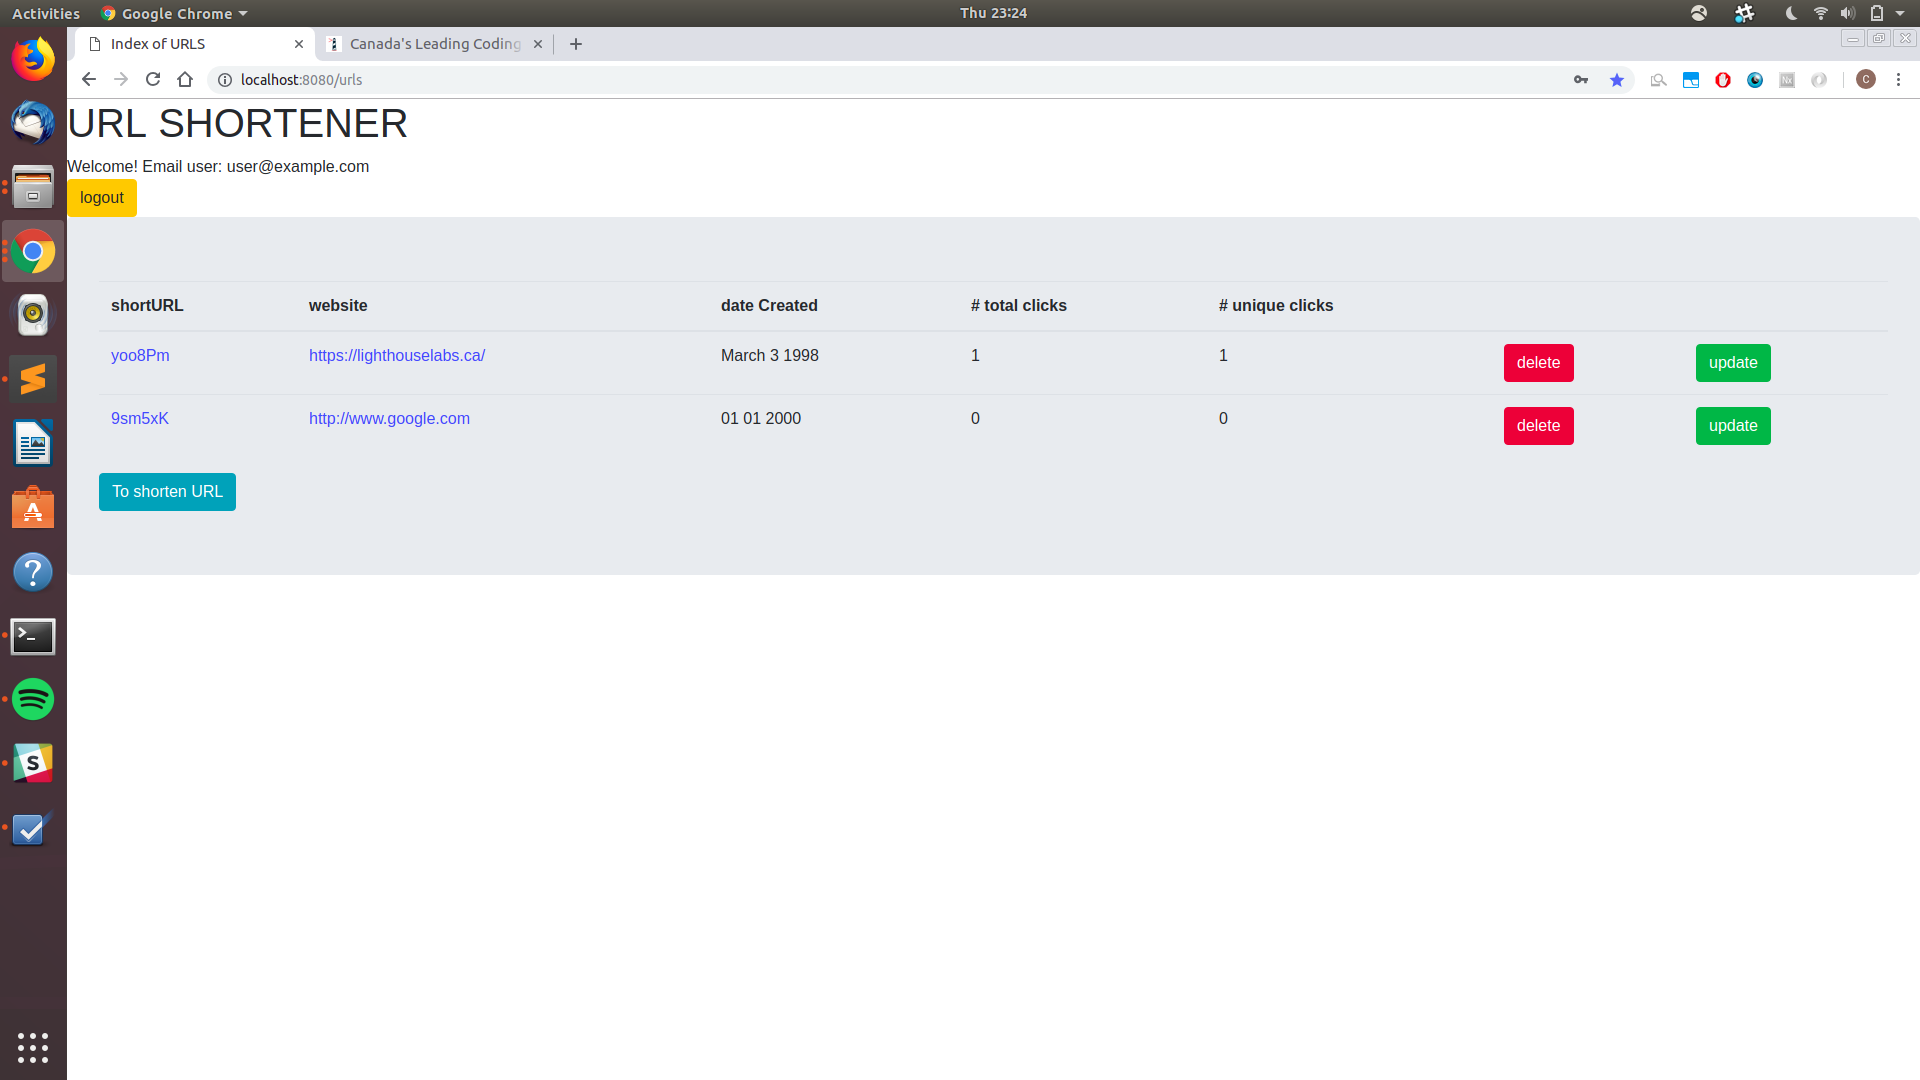 Activities Google Chrome Thu 23:24
Index of URLS Canada's Leading Coding
localhost:8080/urls C
URL SHORTENER
Welcome! Email user: user@example.com
logout
shortURL website date Created # total clicks # unique clicks
yoo8Pm https://lighthouselabs.ca/ March 3 1998 1 1 delete update
9sm5xK http://www.google.com 01 01 2000 0 0 delete update
To shorten URL